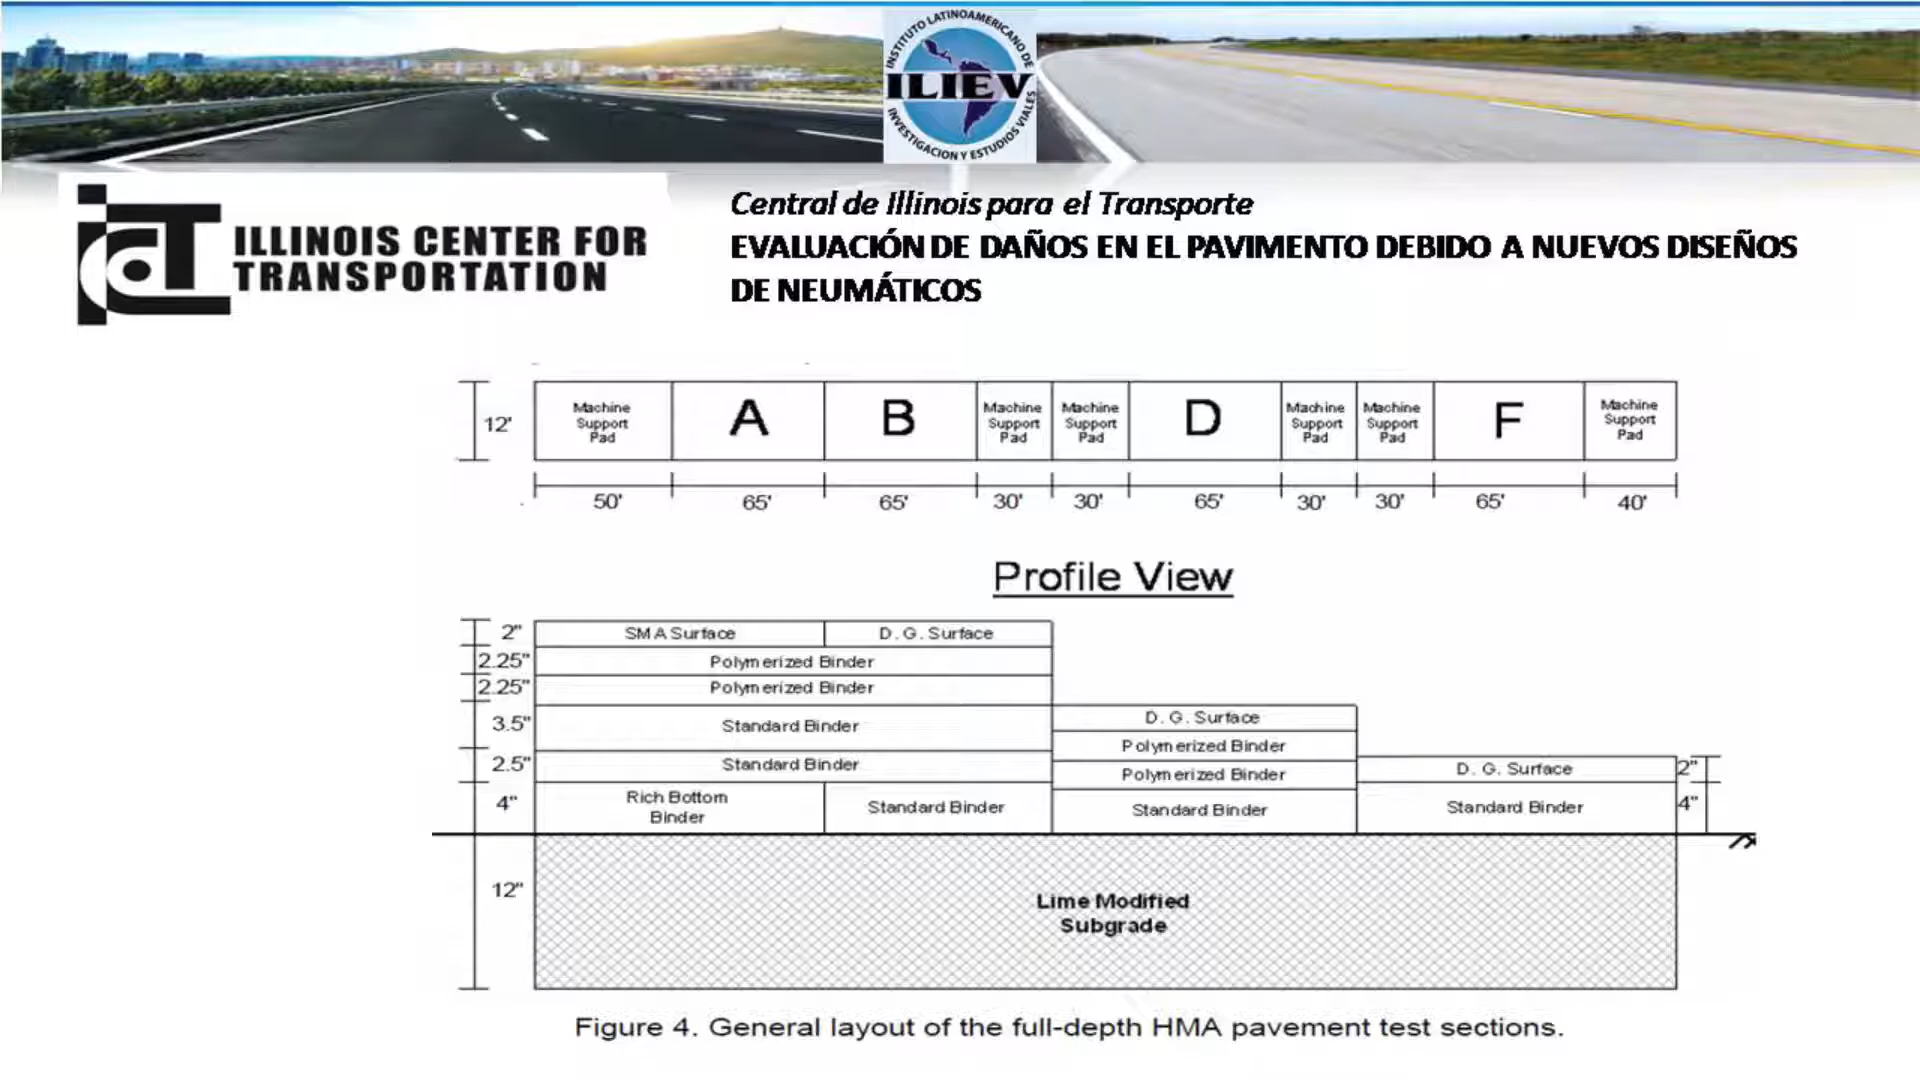 INSTITUTO LATINOAMERICANO DE
ILIEV
INVESTIGACION Y ESTUDIOS VIALES
ICT ILLINOIS CENTER FOR
TRANSPORTATION
Central de Illinois para el Transporte
EVALUACIÓN DE DAÑOS EN EL PAVIMENTO DEBIDO A NUEVOS DISEÑOS
DE NEUMÁTICOS
12'
Machine
Support
Pad
A
B
Machine
Support
Pad
Machine
Support
Pad
D
Machine
Support
Pad
Machine
Support
Pad
F
Machine
Support
Pad
50' 65' 65' 30' 30' 65' 30' 30' 65' 40'
Profile View
2" SMA Surface D.G. Surface
2.25" Polymerized Binder
2.25" Polymerized Binder
3.5" Standard Binder
D.G. Surface
Polymerized Binder
2.5" Standard Binder
Polymerized Binder
D.G. Surface 2"
4"
Rich Bottom
Binder
Standard Binder
Standard Binder
Standard Binder
4"
12"
Lime Modified
Subgrade
Figure 4. General layout of the full-depth HMA pavement test sections.